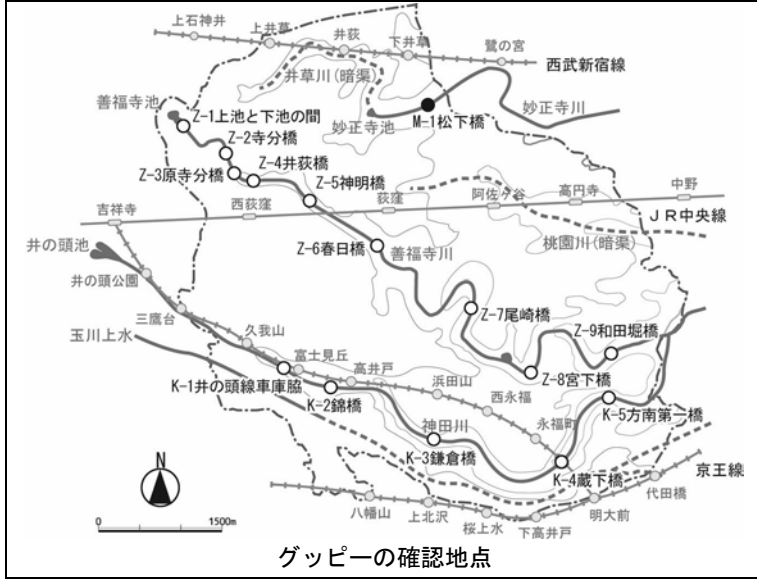 上石神井
上井草
井荻
下井草
鷺の宮
西武新宿線
井草川(暗渠)
善福寺池
Z-1上池と下池の間
妙正寺池
M-1松下橋
妙正寺川
Z-2寺分橋
Z-3原寺分橋
Z-4井荻橋
Z-5神明橋
吉祥寺
西荻窪
荻窪
阿佐ケ谷
高円寺
中野
JR中央線
井の頭池
Z-6春日橋
善福寺川
桃園川(暗渠)
井の頭公園
三鷹台
玉川上水
久我山
Z-7尾崎橋
Z-9和田堀橋
富士見丘
高井戸
K-1井の頭線車庫脇
K-2錦橋
浜田山
西永福
Z-8宮下橋
永福町
K-5方南第一橋
神田川
K-3鎌倉橋
K-4蔵下橋
京王線
N
0 1500m
八幡山
上北沢
桜上水
下高井戸
明大前
代田橋
グッピーの確認地点